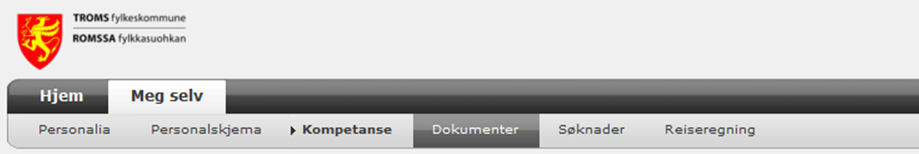 TROMS fylkeskommune
ROMSSA fylkkasuohkan
Hjem Meg selv
Personalia Personalskjema Kompetanse Dokumenter Søknader Reiseregning